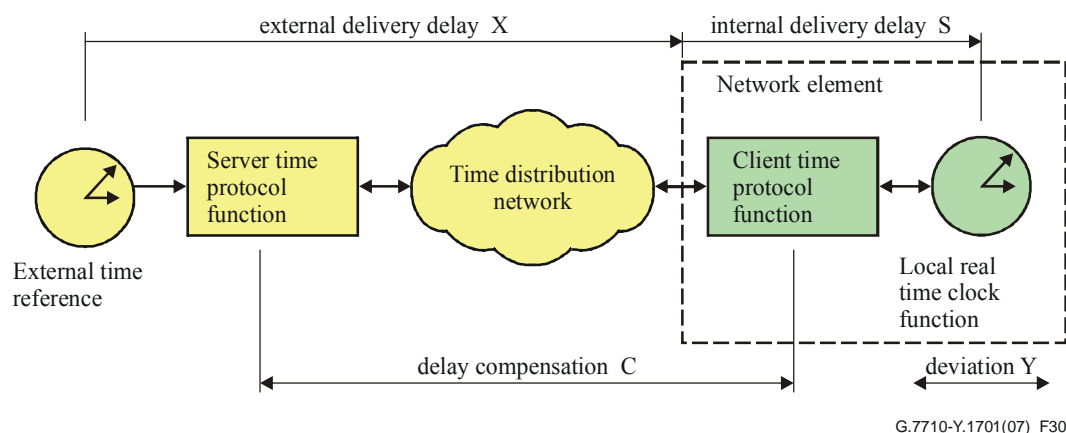 external delivery delay X
internal delivery delay S
Network element
Server time
protocol
function
Time distribution
network
Client time
protocol
function
External time
reference
Local real
time clock
function
delay compensation C
deviation Y
G.7710-Y.1701(07)_F30